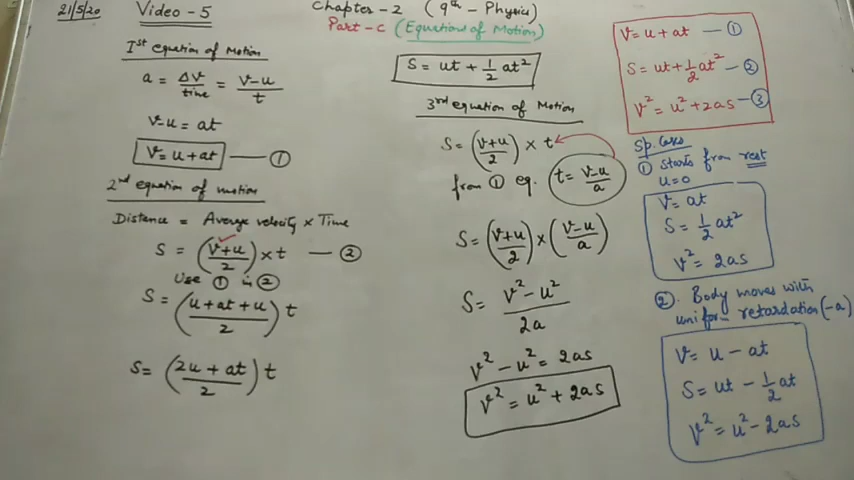 21/5/20 Video - 5 Chapter - 2 (9th - Physics)
Part - C (Equations of Motion)
Ist equation of Motion
a = Δv/time = v-u/t
v-u = at
v = u + at —— ①
2nd equation of motion
Distance = Average velocity × Time
S = (v+u/2) × t —— ②
Use ① in ②
S = (u + at + u/2) t
S = (2u + at/2) t
S = ut + 1/2 at²
3rd equation of Motion
S = (v+u/2) × t
from ① eq. (t = v-u/a)
S = (v+u/2) × (v-u/a)
S = v² - u²/2a
v² - u² = 2as
v² = u² + 2as
v = u + at —— ①
S = ut + 1/2 at² —— ②
v² = u² + 2as —— ③
Sp. Cases
① starts from rest
u = 0
v = at
S = 1/2 at²
v² = 2as
②. Body moves with
uniform retardation (-a)
v = u - at
S = ut - 1/2 at
v² = u² - 2as